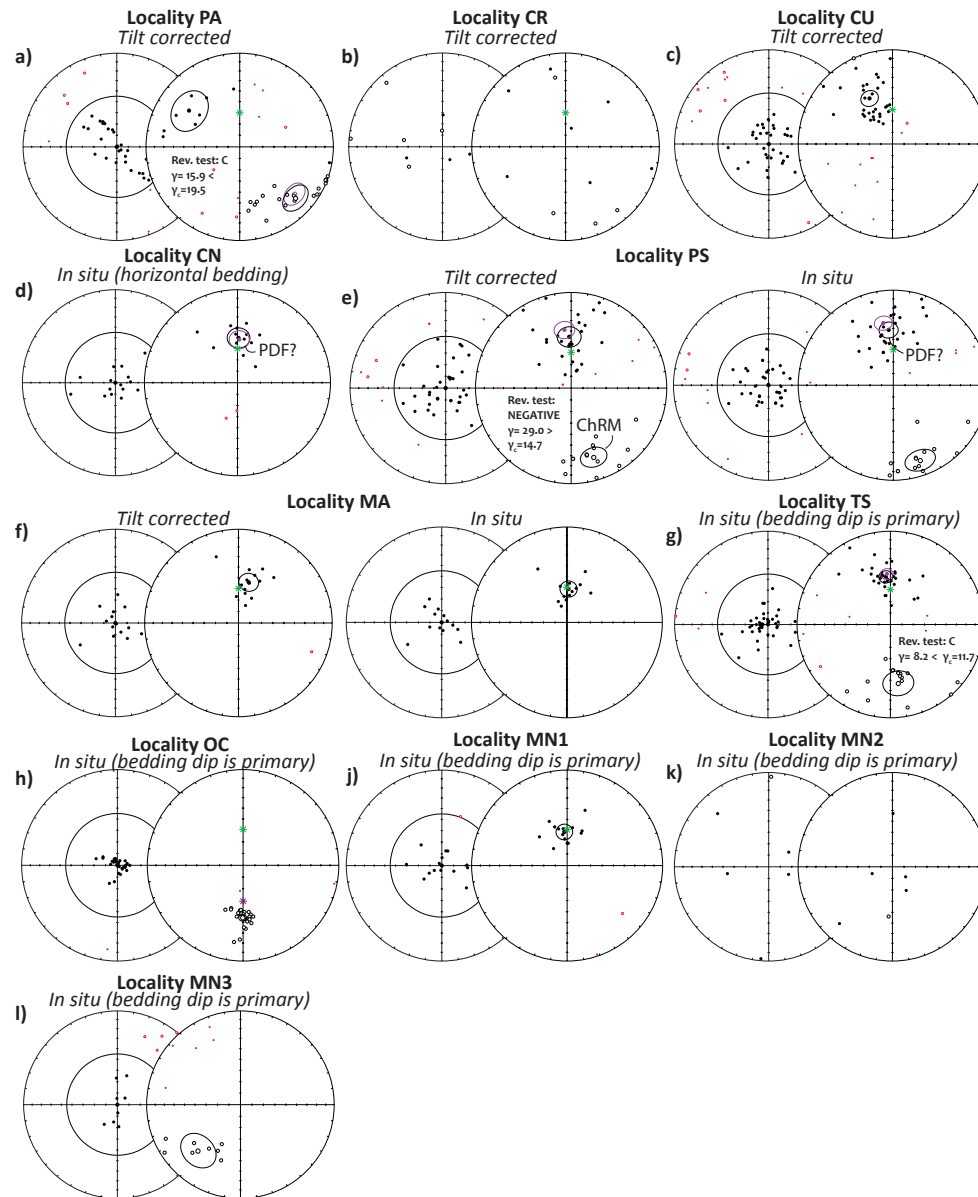 Locality PA
Tilt corrected
a)
Rev. test: C
γ= 15.9 <
γc=19.5
Locality CR
Tilt corrected
b)
Locality CU
Tilt corrected
c)
Locality CN
In situ (horizontal bedding)
d)
PDF?
Locality PS
Tilt corrected
In situ
e)
Rev. test:
NEGATIVE
γ= 29.0 >
γc=14.7
ChRM
PDF?
Locality MA
Tilt corrected
In situ
f)
Locality TS
In situ (bedding dip is primary)
g)
Rev. test: C
γ= 8.2 < γc=11.7
Locality OC
In situ (bedding dip is primary)
h)
Locality MN1
In situ (bedding dip is primary)
j)
Locality MN2
In situ (bedding dip is primary)
k)
Locality MN3
In situ (bedding dip is primary)
l)